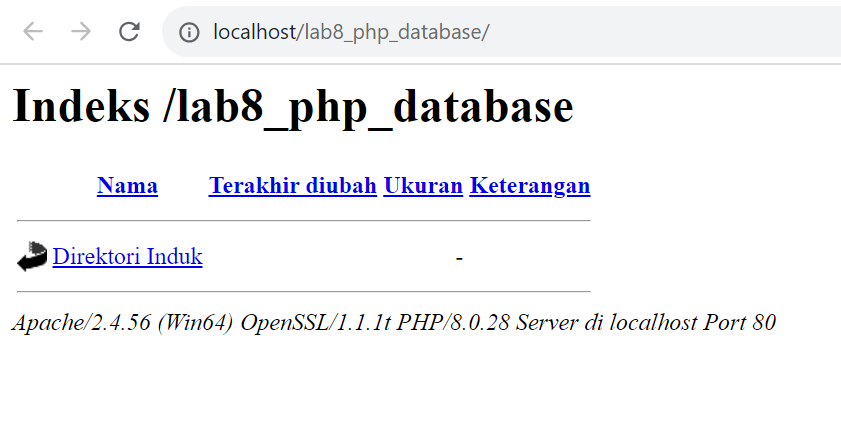 localhost/lab8_php_database/
Indeks /lab8_php_database
Nama Terakhir diubah Ukuran Keterangan
Direktori Induk -
Apache/2.4.56 (Win64) OpenSSL/1.1.1t PHP/8.0.28 Server di localhost Port 80